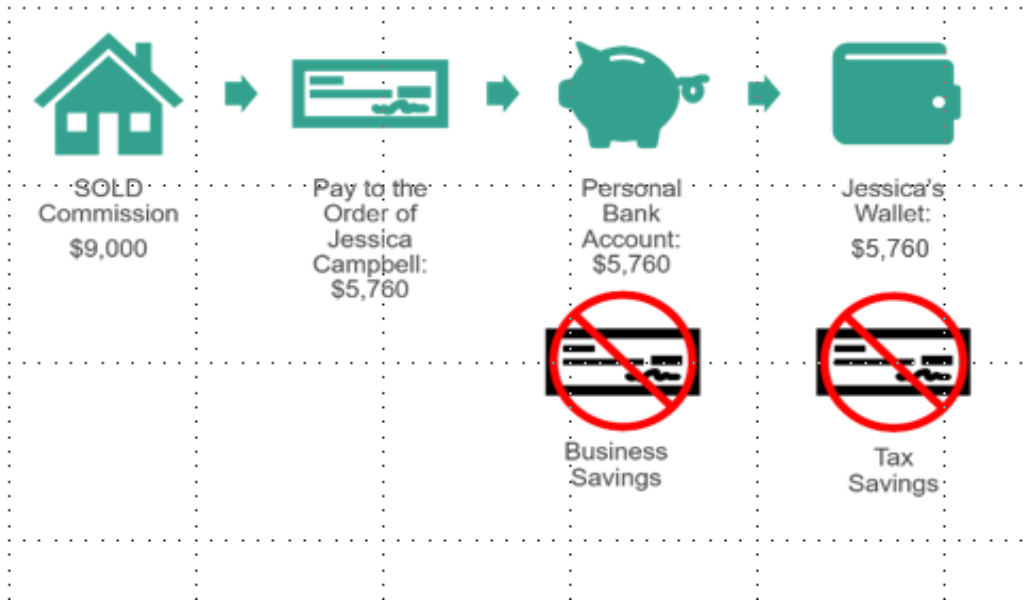 SOLD
Commission
$9,000
Pay to the
Order of
Jessica
Campbell:
$5,760
Personal
Bank
Account:
$5,760
Jessica's
Wallet:
$5,760
Business
Savings
Tax
Savings